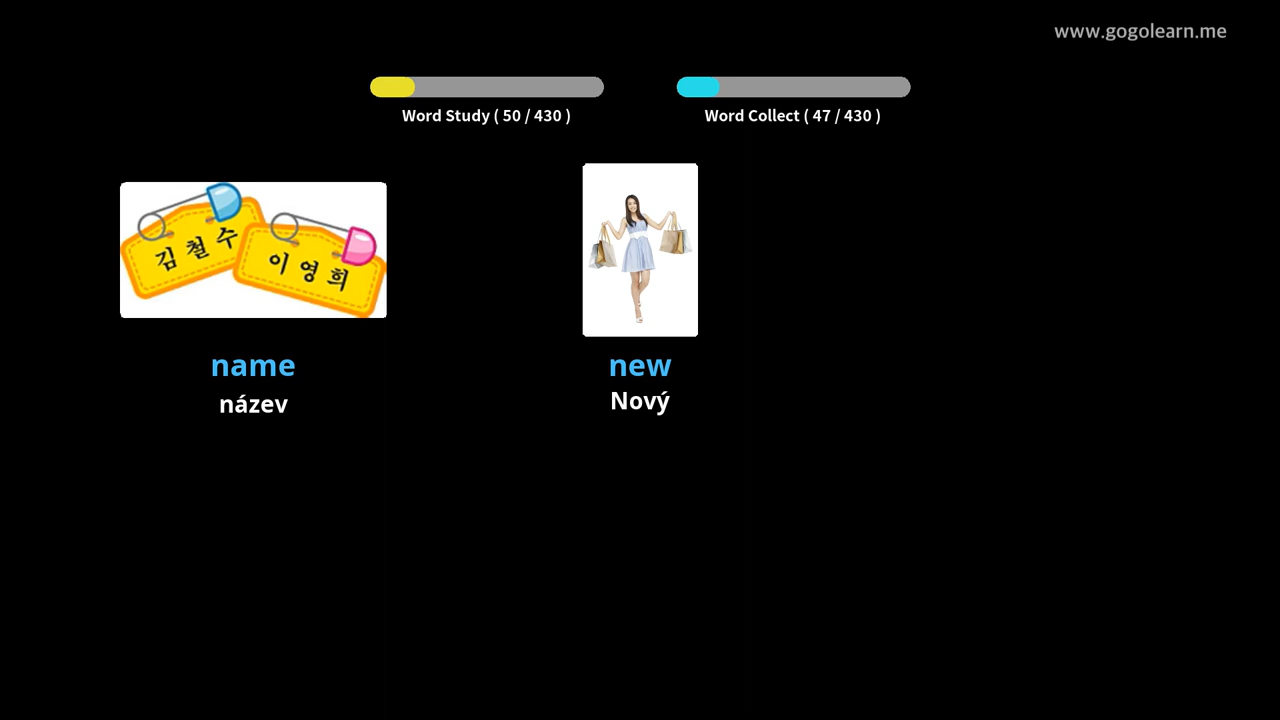 www.gogolearn.me
Word Study ( 50 / 430 )
Word Collect ( 47 / 430 )
김철수
이영희
name
název
new
Nový